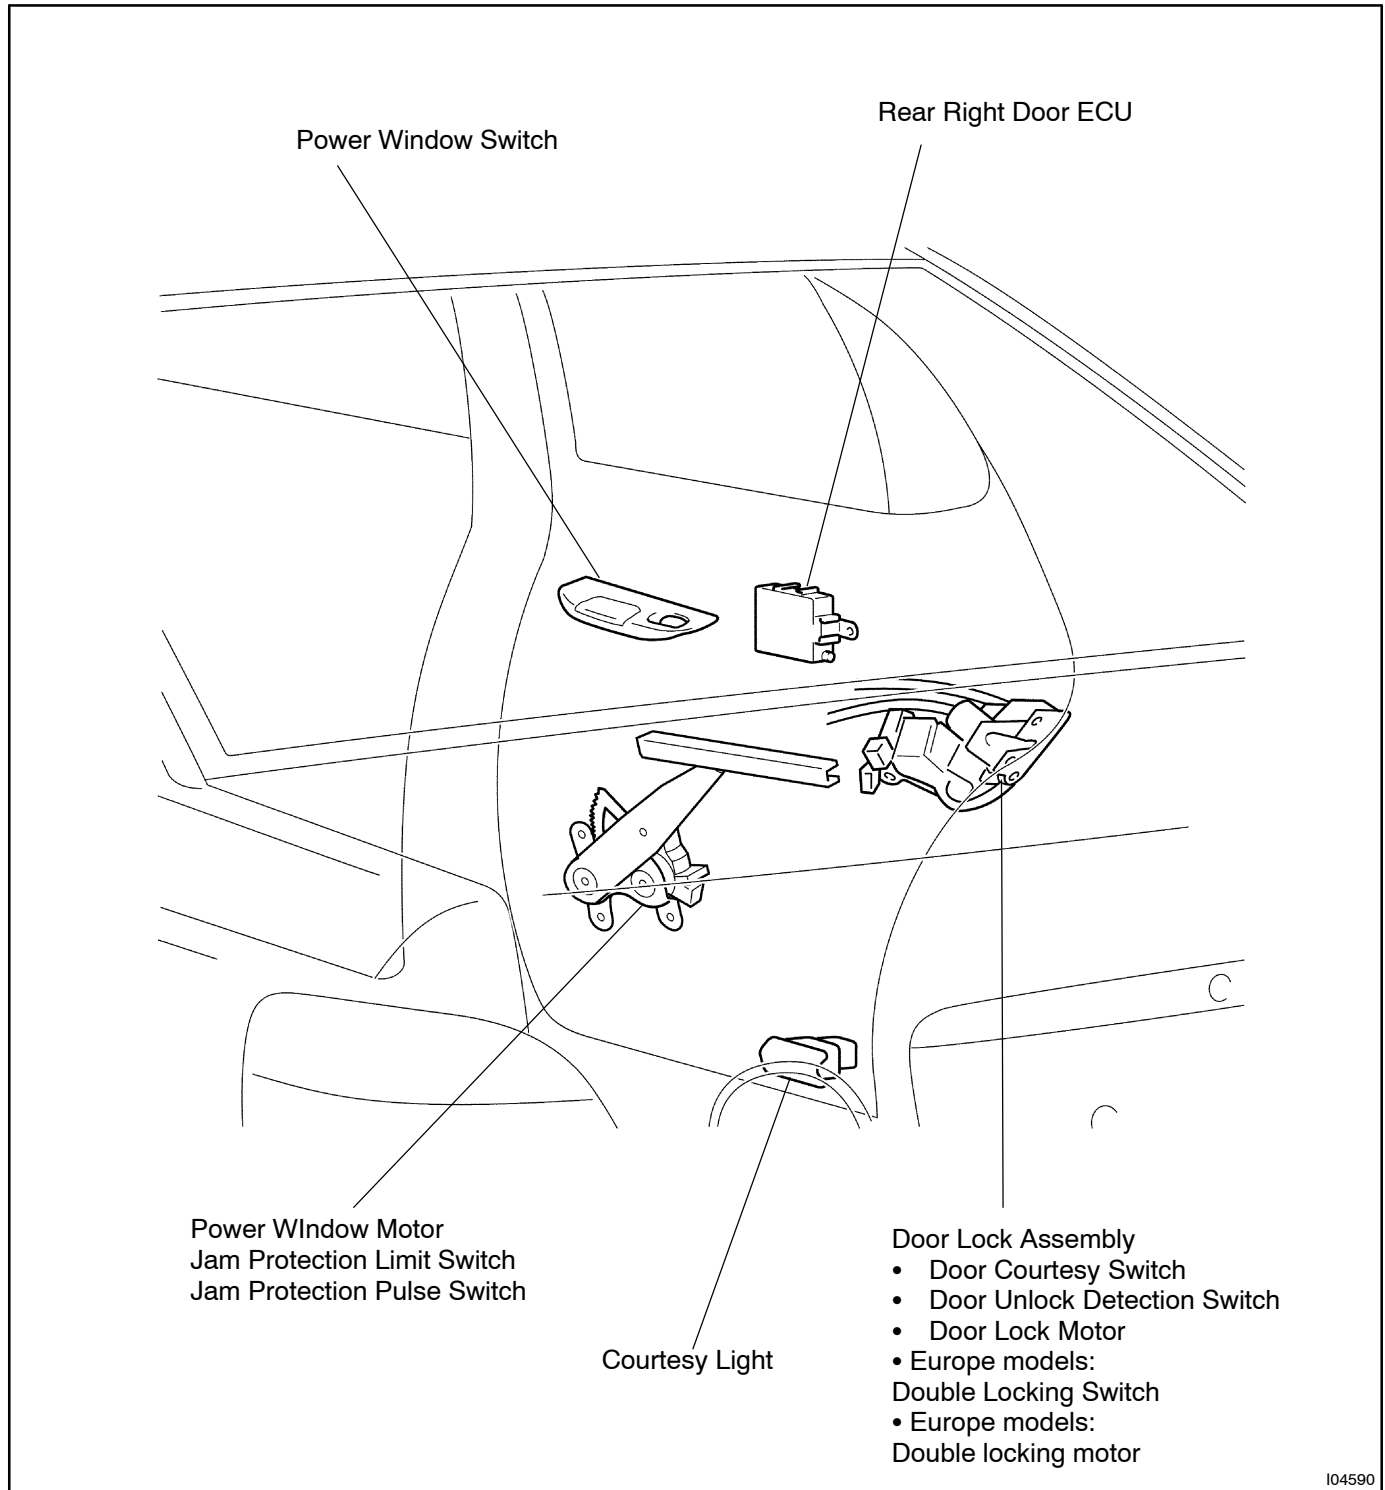 Rear Right Door ECU
Power Window Switch
Power WIndow Motor
Jam Protection Limit Switch
Jam Protection Pulse Switch
Courtesy Light
Door Lock Assembly
• Door Courtesy Switch
• Door Unlock Detection Switch
• Door Lock Motor
• Europe models:
Double Locking Switch
• Europe models:
Double locking motor
I04590